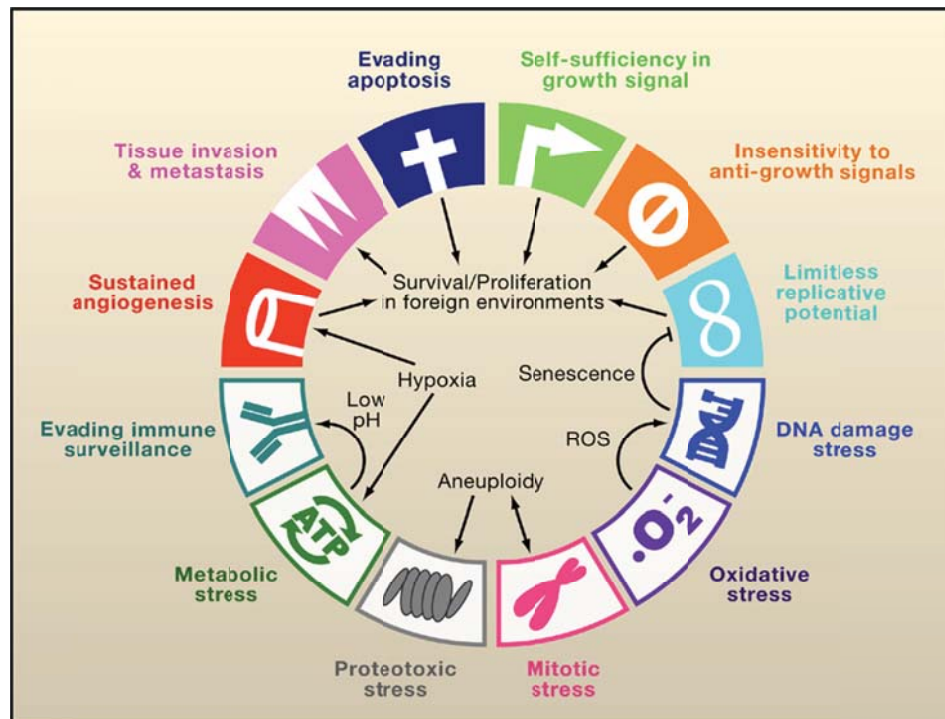 Evading
apoptosis
Self-sufficiency in
growth signal
Tissue invasion
& metastasis
Insensitivity to
anti-growth signals
Sustained
angiogenesis
Survival/Proliferation
in foreign environments
Limitless
replicative
potential
Hypoxia
Senescence
Low
pH
Evading immune
surveillance
ROS
DNA damage
stress
Aneuploidy
ATP
•O2-
Metabolic
stress
Oxidative
stress
Proteotoxic
stress
Mitotic
stress